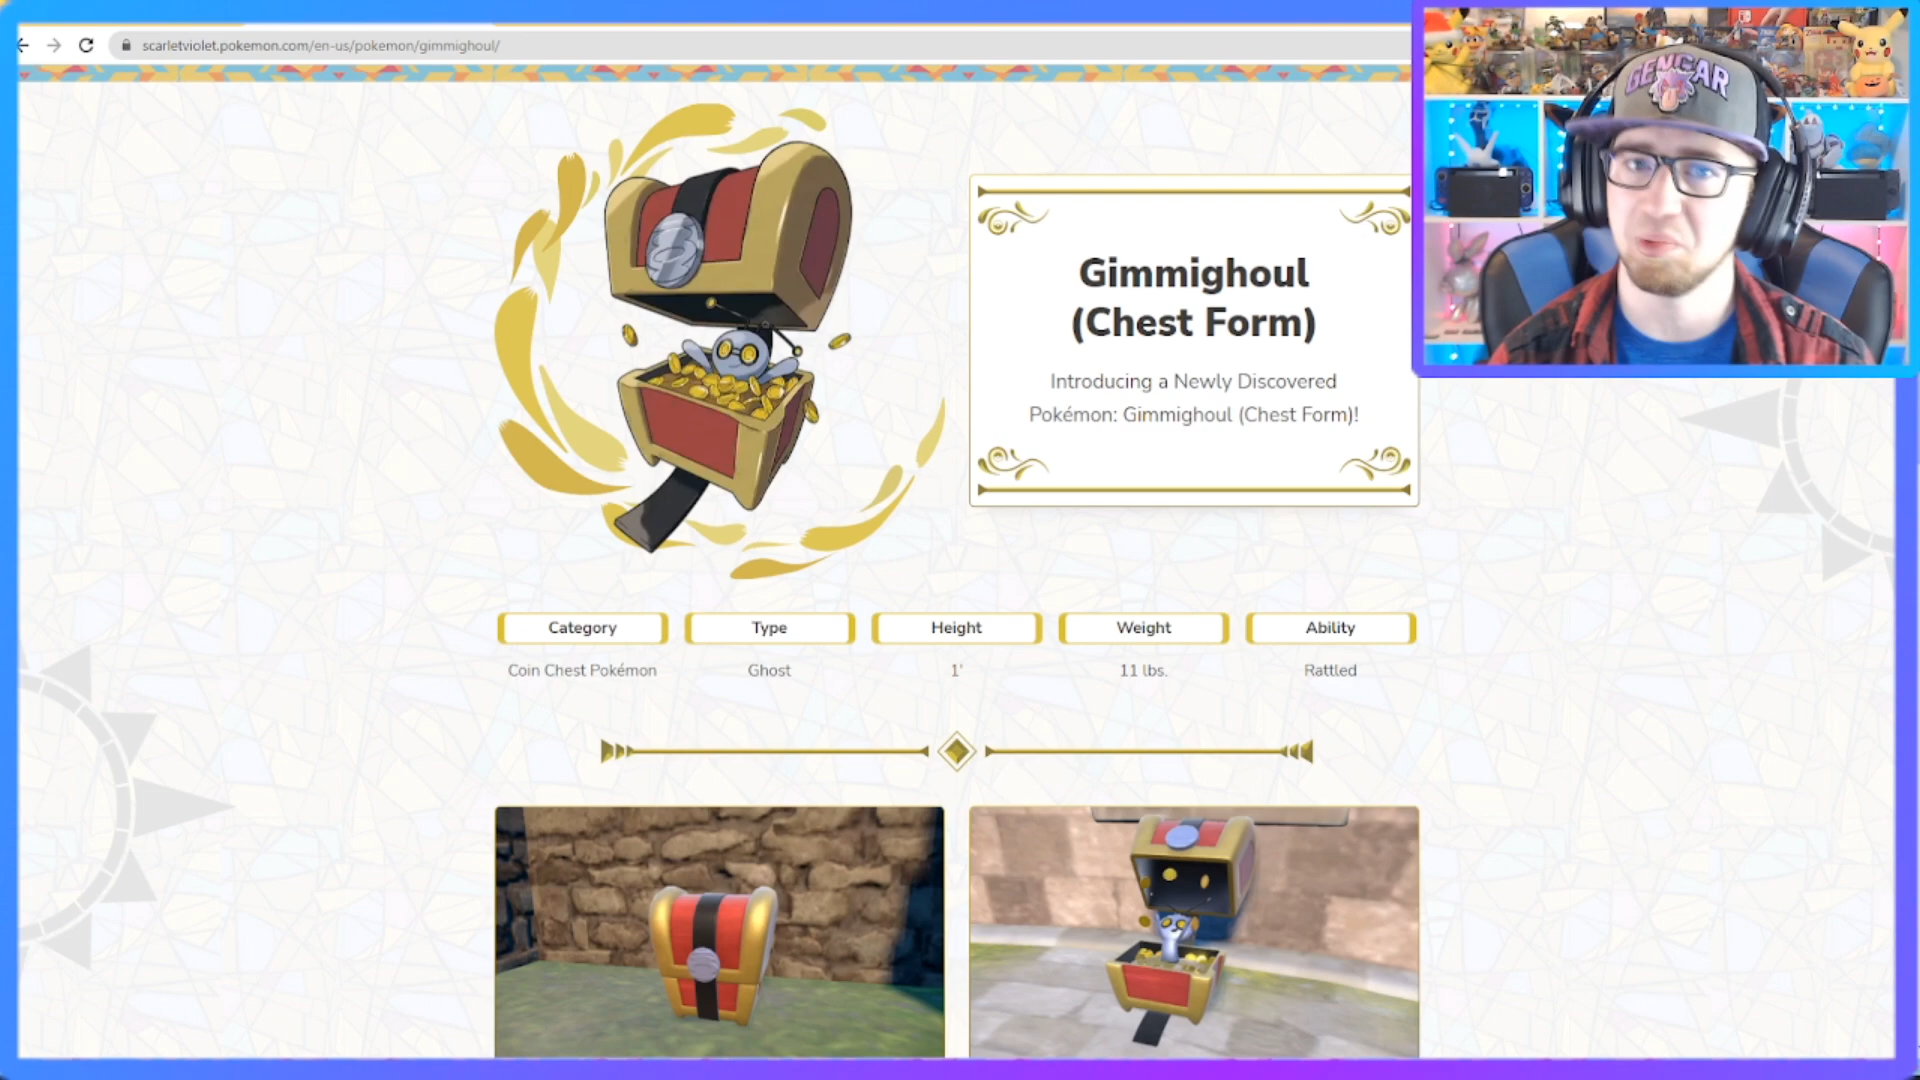 scarletviolet.pokemon.com/en-us/pokemon/gimmighoul/
GENGAR
Gimmighoul
(Chest Form)
Introducing a Newly Discovered
Pokémon: Gimmighoul (Chest Form)!
Category
Type
Height
Weight
Ability
Coin Chest Pokémon
Ghost
1'
11 lbs.
Rattled